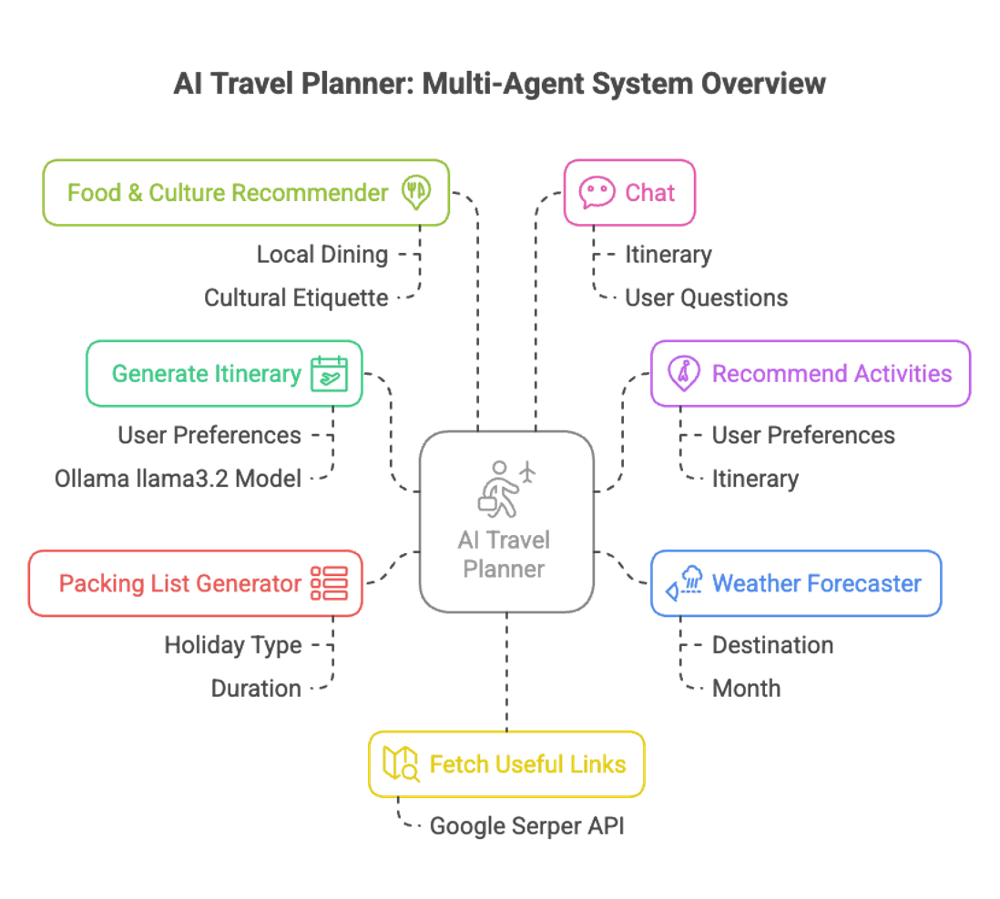 AI Travel Planner: Multi-Agent System Overview
Food & Culture Recommender
Local Dining
Cultural Etiquette
Chat
Itinerary
User Questions
Generate Itinerary
User Preferences
Ollama llama3.2 Model
Recommend Activities
User Preferences
Itinerary
AI Travel
Planner
Packing List Generator
Holiday Type
Duration
Weather Forecaster
Destination
Month
Fetch Useful Links
Google Serper API